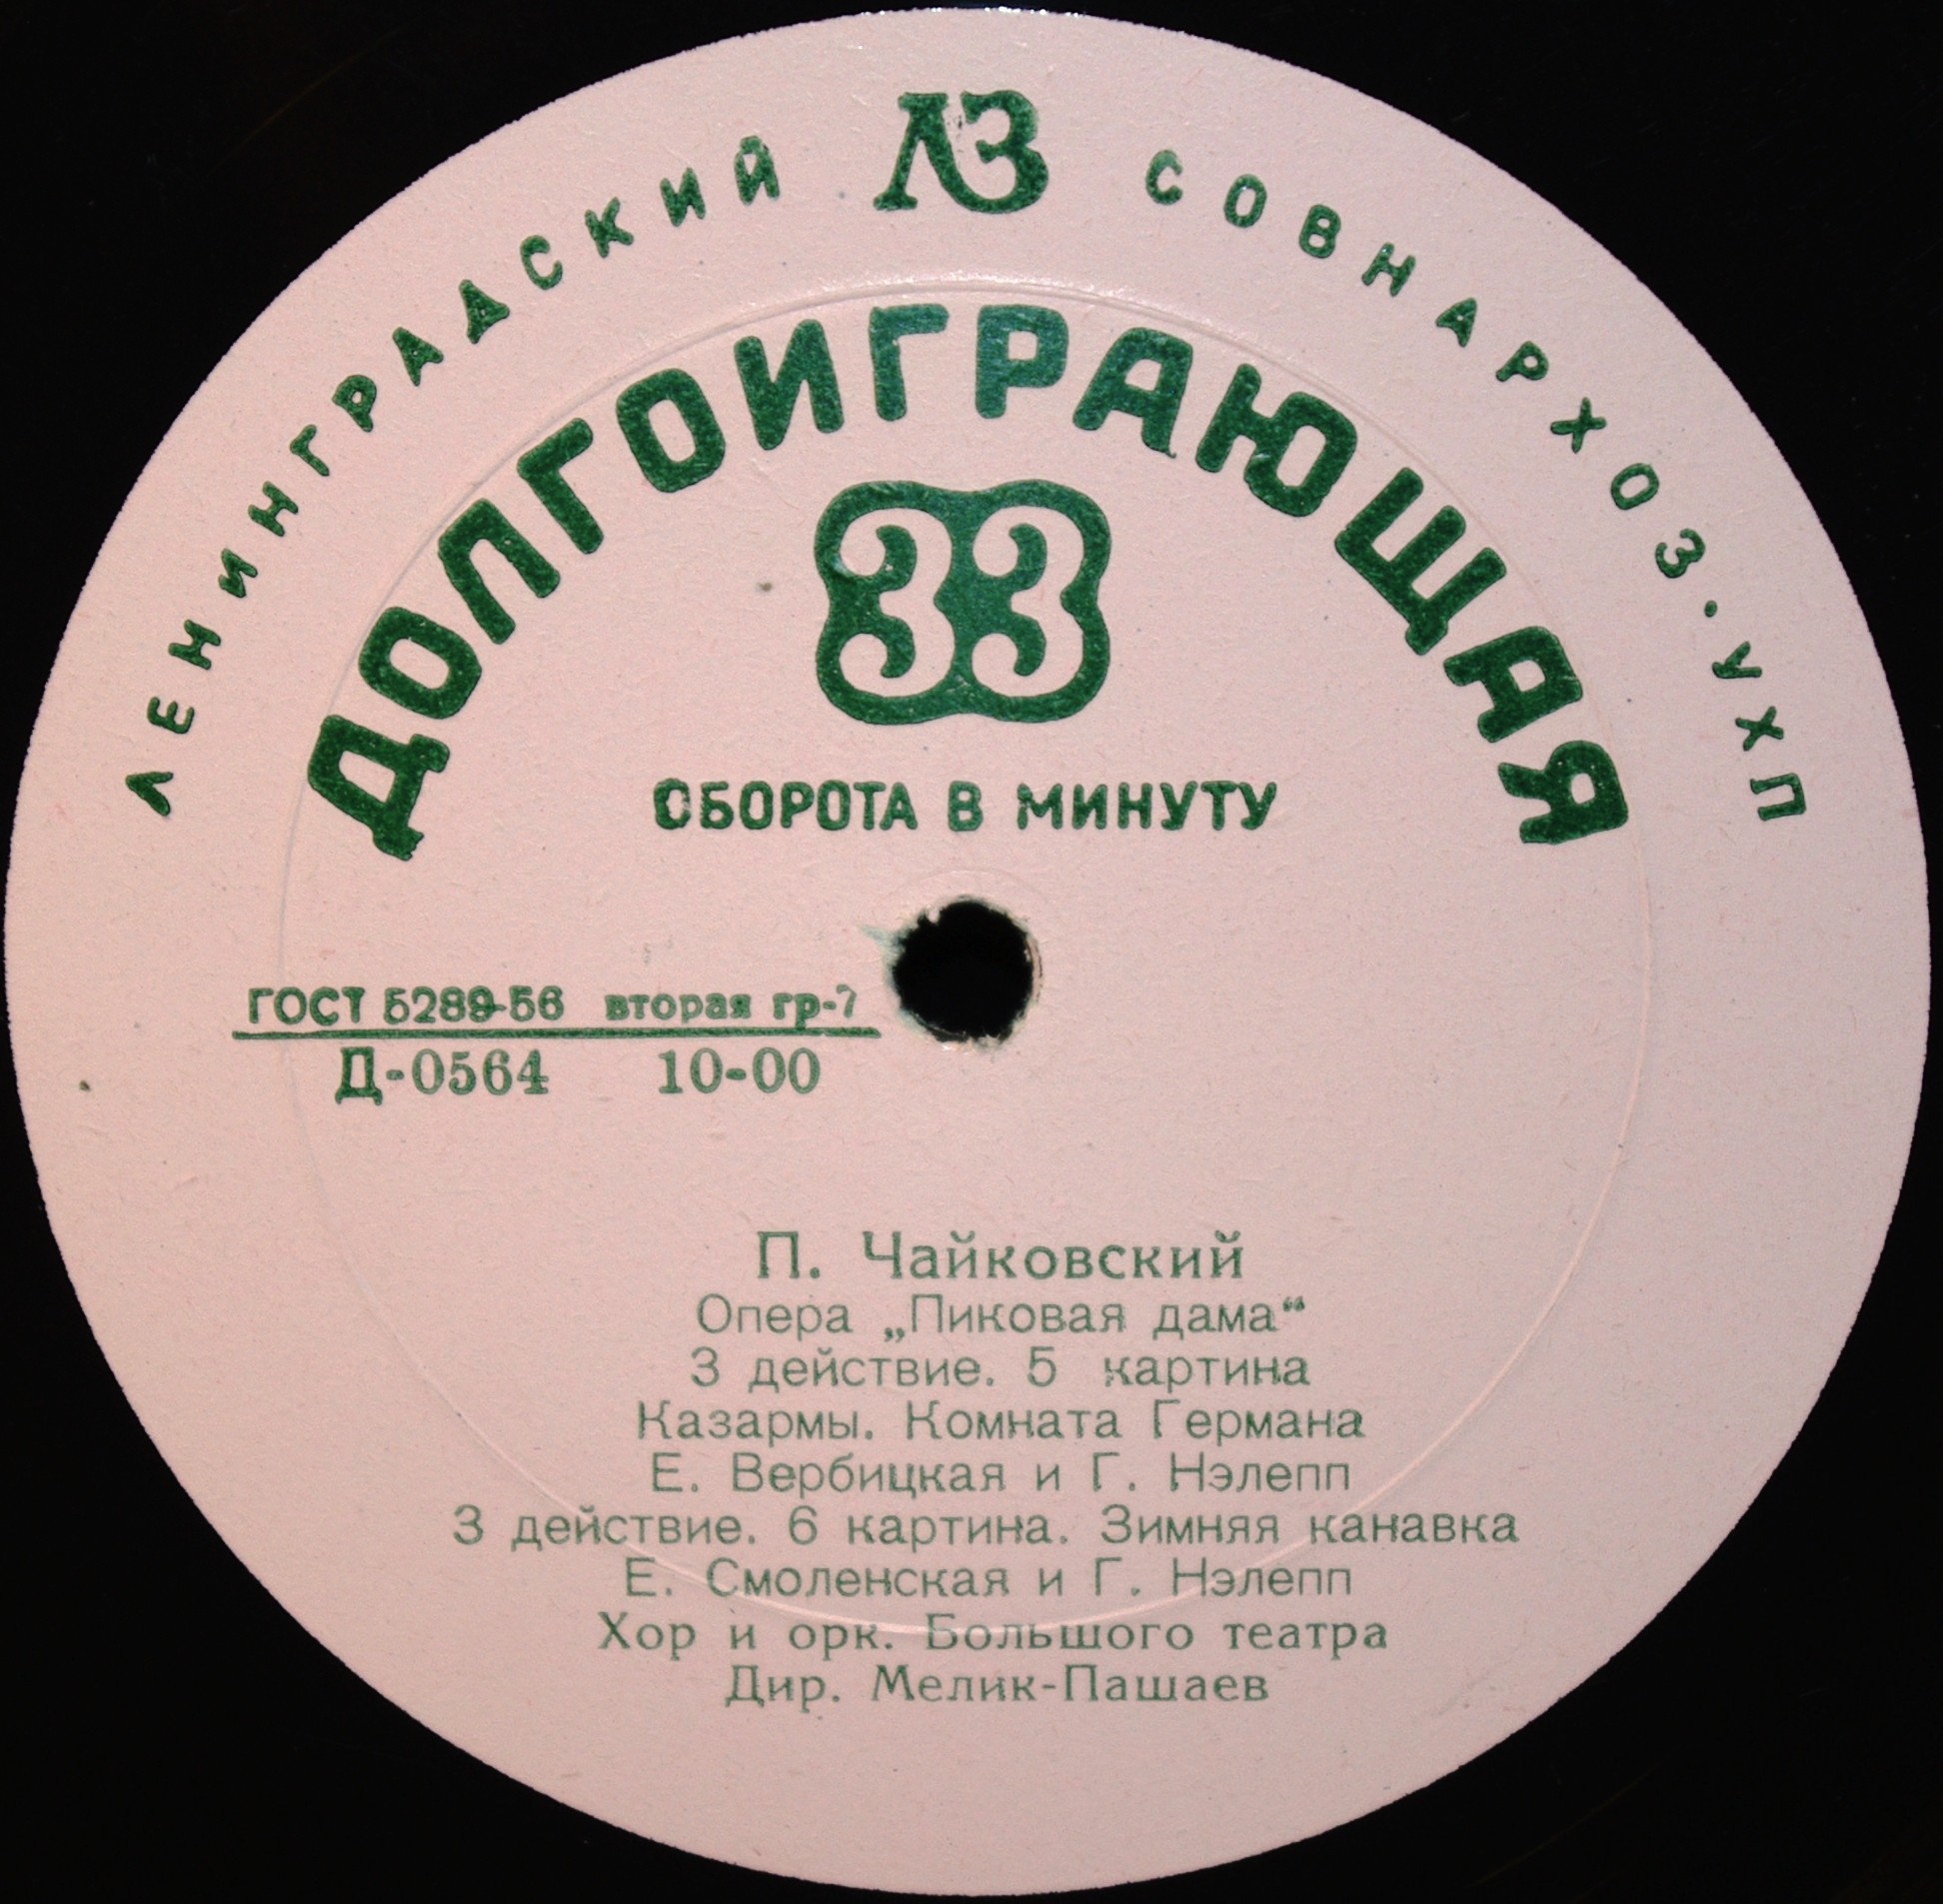 ЛЕНИНГРАДСКИЙ ЛЗ СОВНАРХОЗ · УХП
ДОЛГОИГРАЮЩАЯ
33
ОБОРОТА В МИНУТУ
ГОСТ 5289-56 вторая гр-7
Д-0564 10-00
П. Чайковский
Опера „Пиковая дама“
3 действие. 5 картина
Казармы. Комната Германа
Е. Вербицкая и Г. Нэлепп
3 действие. 6 картина. Зимняя канавка
Е. Смоленская и Г. Нэлепп
Хор и орк. Большого театра
Дир. Мелик-Пашаев